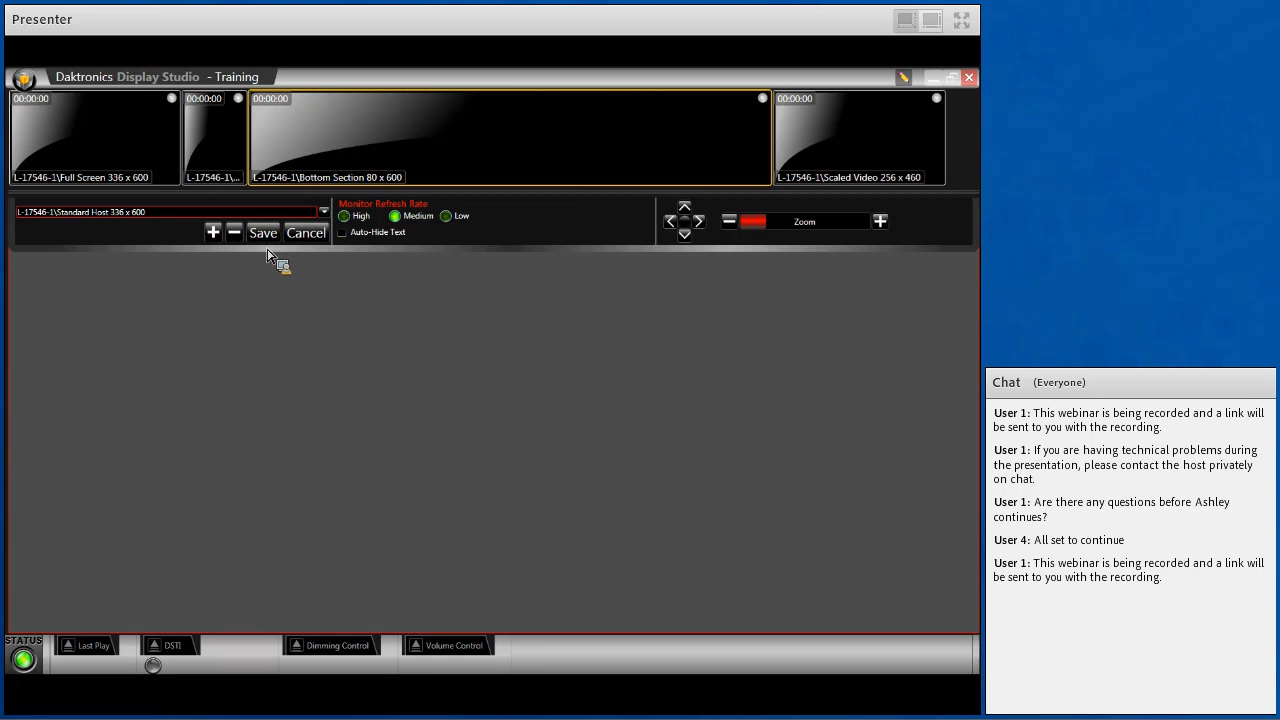 Presenter
Daktronics Display Studio - Training
00:00:00
00:00:00
00:00:00
00:00:00
L-17546-1\Full Screen 336 x 600
L-17546-1\...
L-17546-1\Bottom Section 80 x 600
L-17546-1\Scaled Video 256 x 460
L-17546-1\Standard Host 336 x 600
Save Cancel
Monitor Refresh Rate
High Medium Low
Auto-Hide Text
Zoom
Chat (Everyone)
User 1: This webinar is being recorded and a link will
be sent to you with the recording.
User 1: If you are having technical problems during
the presentation, please contact the host privately
on chat.
User 1: Are there any questions before Ashley
continues?
User 4: All set to continue
User 1: This webinar is being recorded and a link will
be sent to you with the recording.
STATUS
Last Play
DSTI
Dimming Control
Volume Control